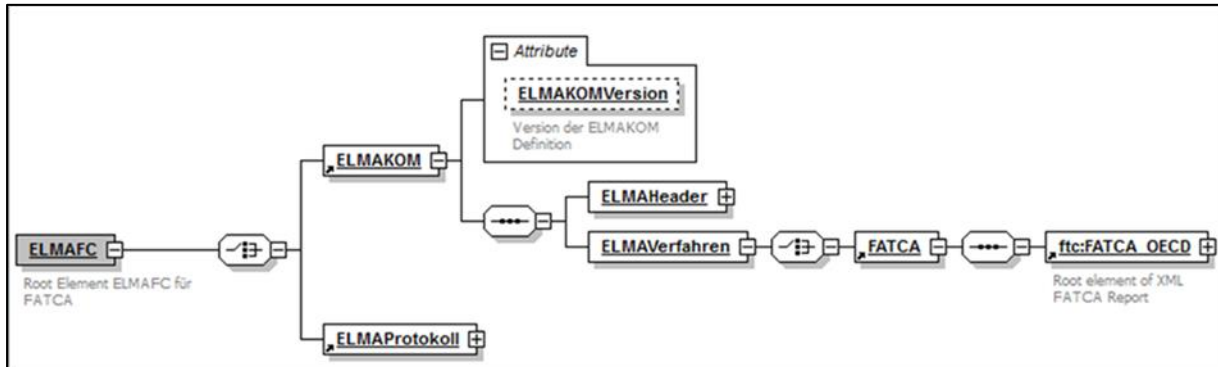 Attribute
ELMAKOMVersion
Version der ELMAKOM
Definition
ELMAKOM
ELMAHeader
ELMAFC
ELMAVerfahren
FATCA
ftc:FATCA_OECD
Root Element ELMAFC für
FATCA
Root element of XML
FATCA Report
ELMAProtokoll